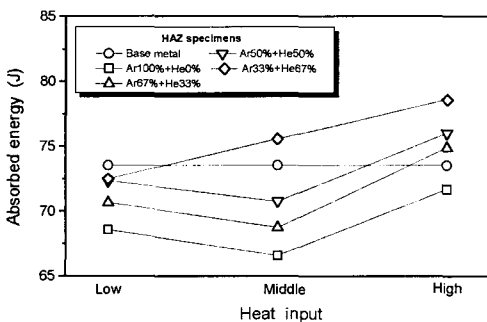 HAZ specimens
Base metal
Ar50%+He50%
Ar100%+He0%
Ar33%+He67%
Ar67%+He33%
Absorbed energy (J)
85
80
75
70
65
Low
Middle
High
Heat input